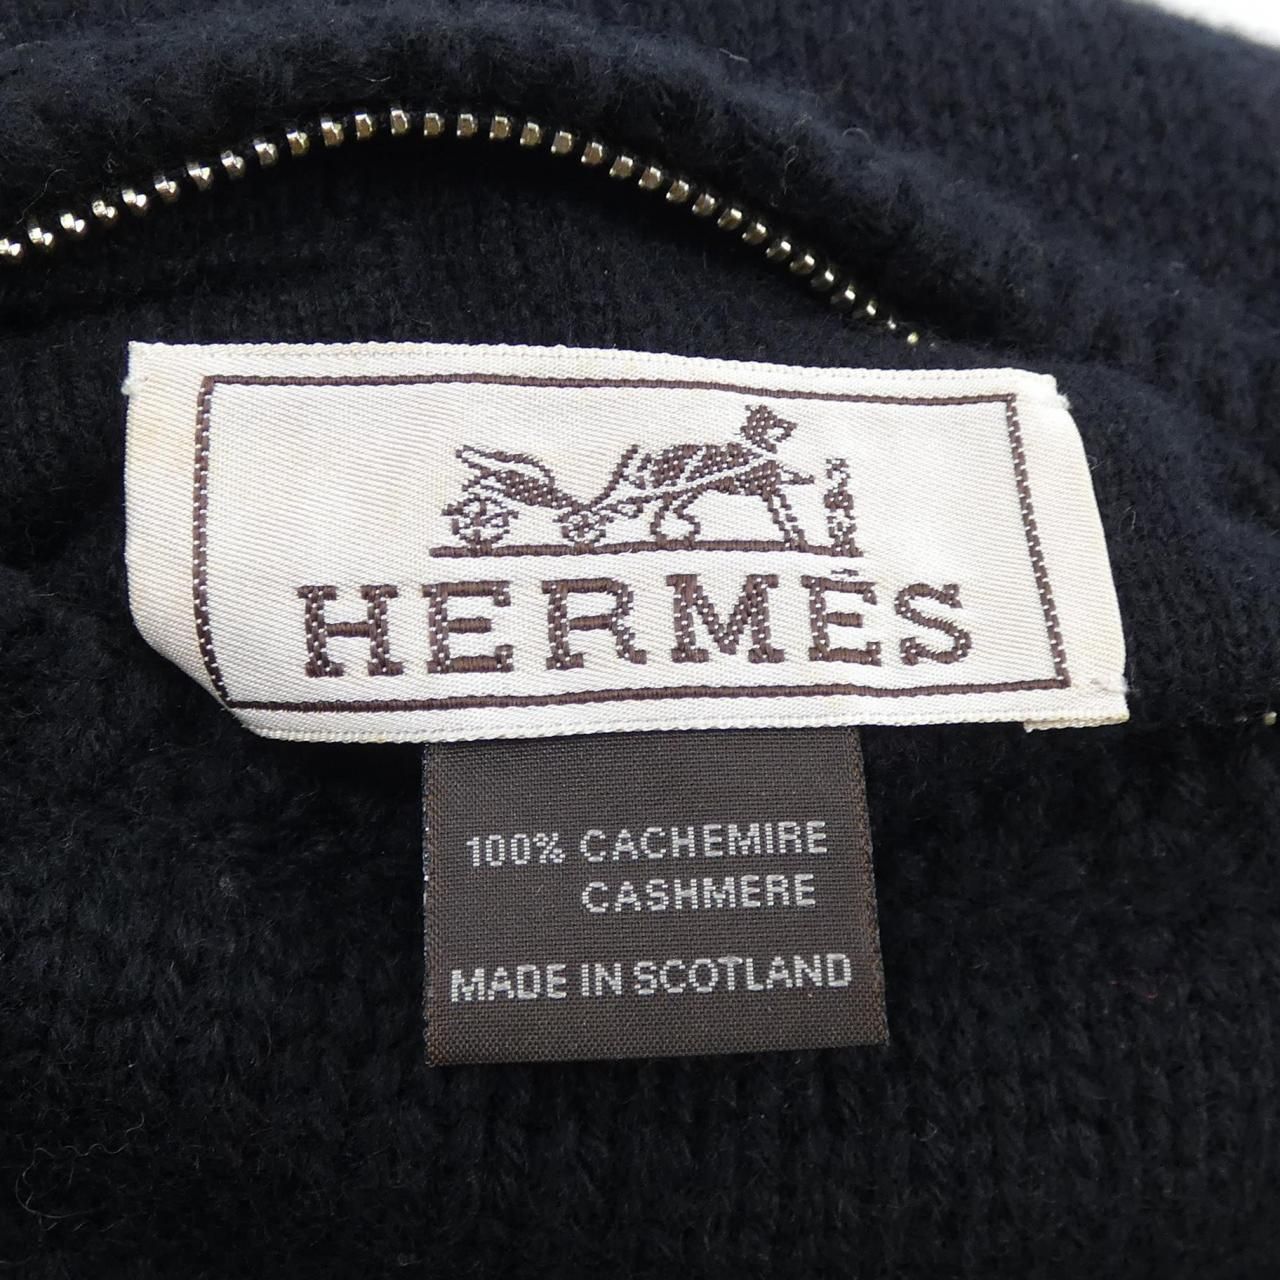 HERMÈS
100% CACHEMIRE
CASHMERE
MADE IN SCOTLAND